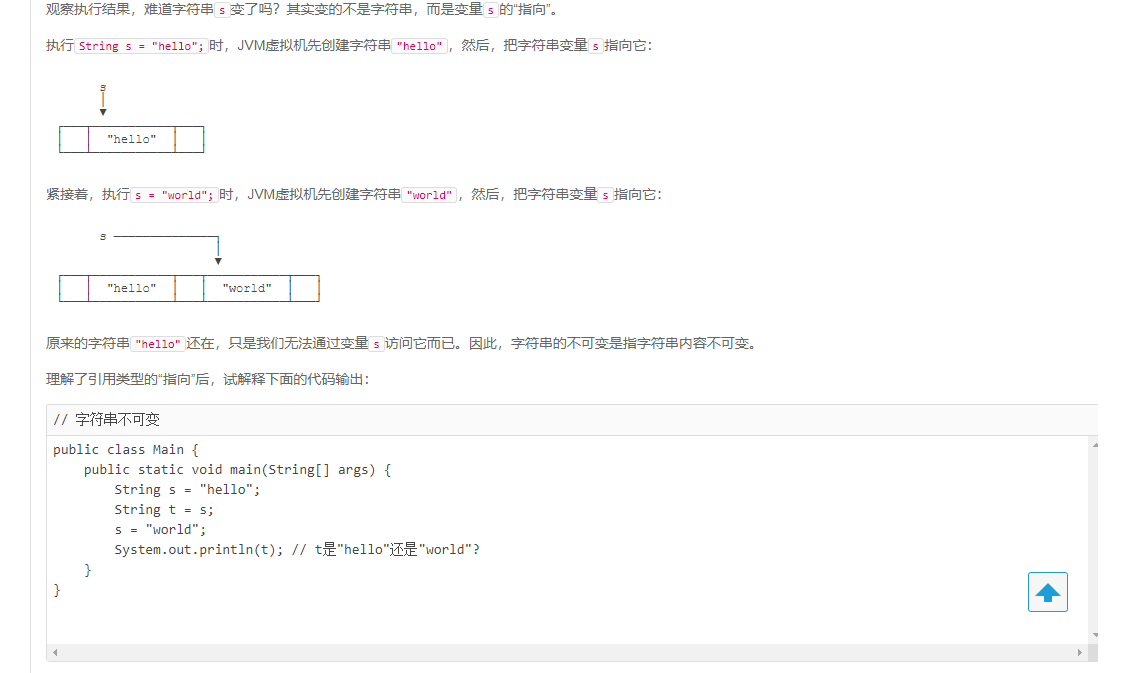 观察执行结果，难道字符串s变了吗？其实变的不是字符串，而是变量s的“指向”。
执行String s = "hello";时，JVM虚拟机先创建字符串"hello"，然后，把字符串变量s指向它：
s
"hello"
紧接着，执行s = "world";时，JVM虚拟机先创建字符串"world"，然后，把字符串变量s指向它：
s
"hello" "world"
原来的字符串"hello"还在，只是我们无法通过变量s访问它而已。因此，字符串的不可变是指字符串内容不可变。
理解了引用类型的“指向”后，试解释下面的代码输出：
// 字符串不可变
public class Main {
    public static void main(String[] args) {
        String s = "hello";
        String t = s;
        s = "world";
        System.out.println(t); // t是"hello"还是"world"?
    }
}